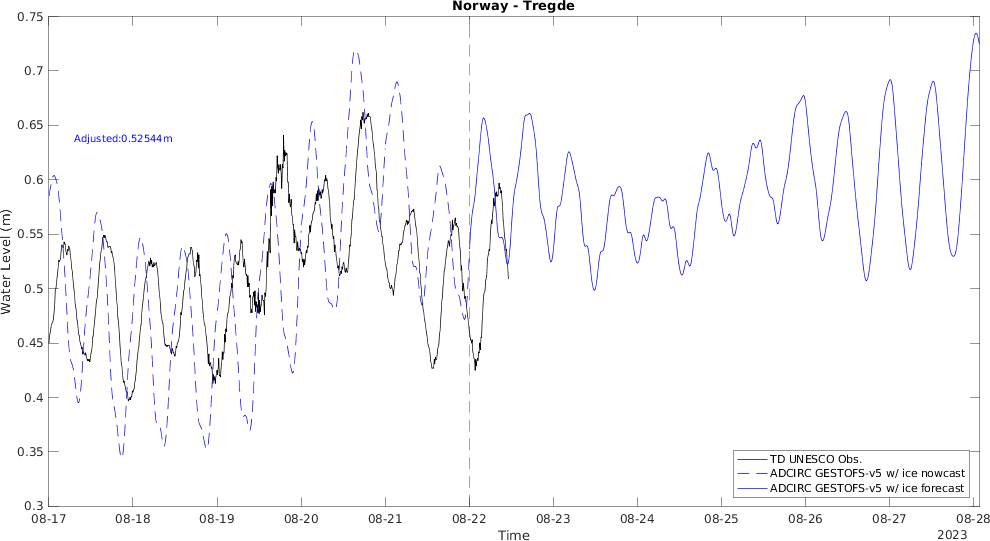 Norway - Tregde
0.75
0.7
0.65
0.6
0.55
0.5
0.45
0.4
0.35
0.3
Water Level (m)
Adjusted:0.52544m
TD UNESCO Obs.
ADCIRC GESTOFS-v5 w/ ice nowcast
ADCIRC GESTOFS-v5 w/ ice forecast
08-17 08-18 08-19 08-20 08-21 08-22 08-23 08-24 08-25 08-26 08-27 08-28
Time
2023